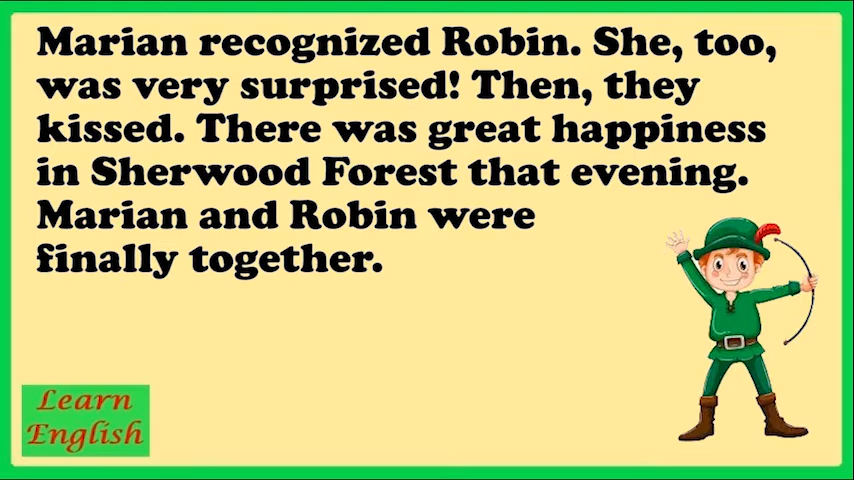 Marian recognized Robin. She, too,
was very surprised! Then, they
kissed. There was great happiness
in Sherwood Forest that evening.
Marian and Robin were
finally together.
Learn
English